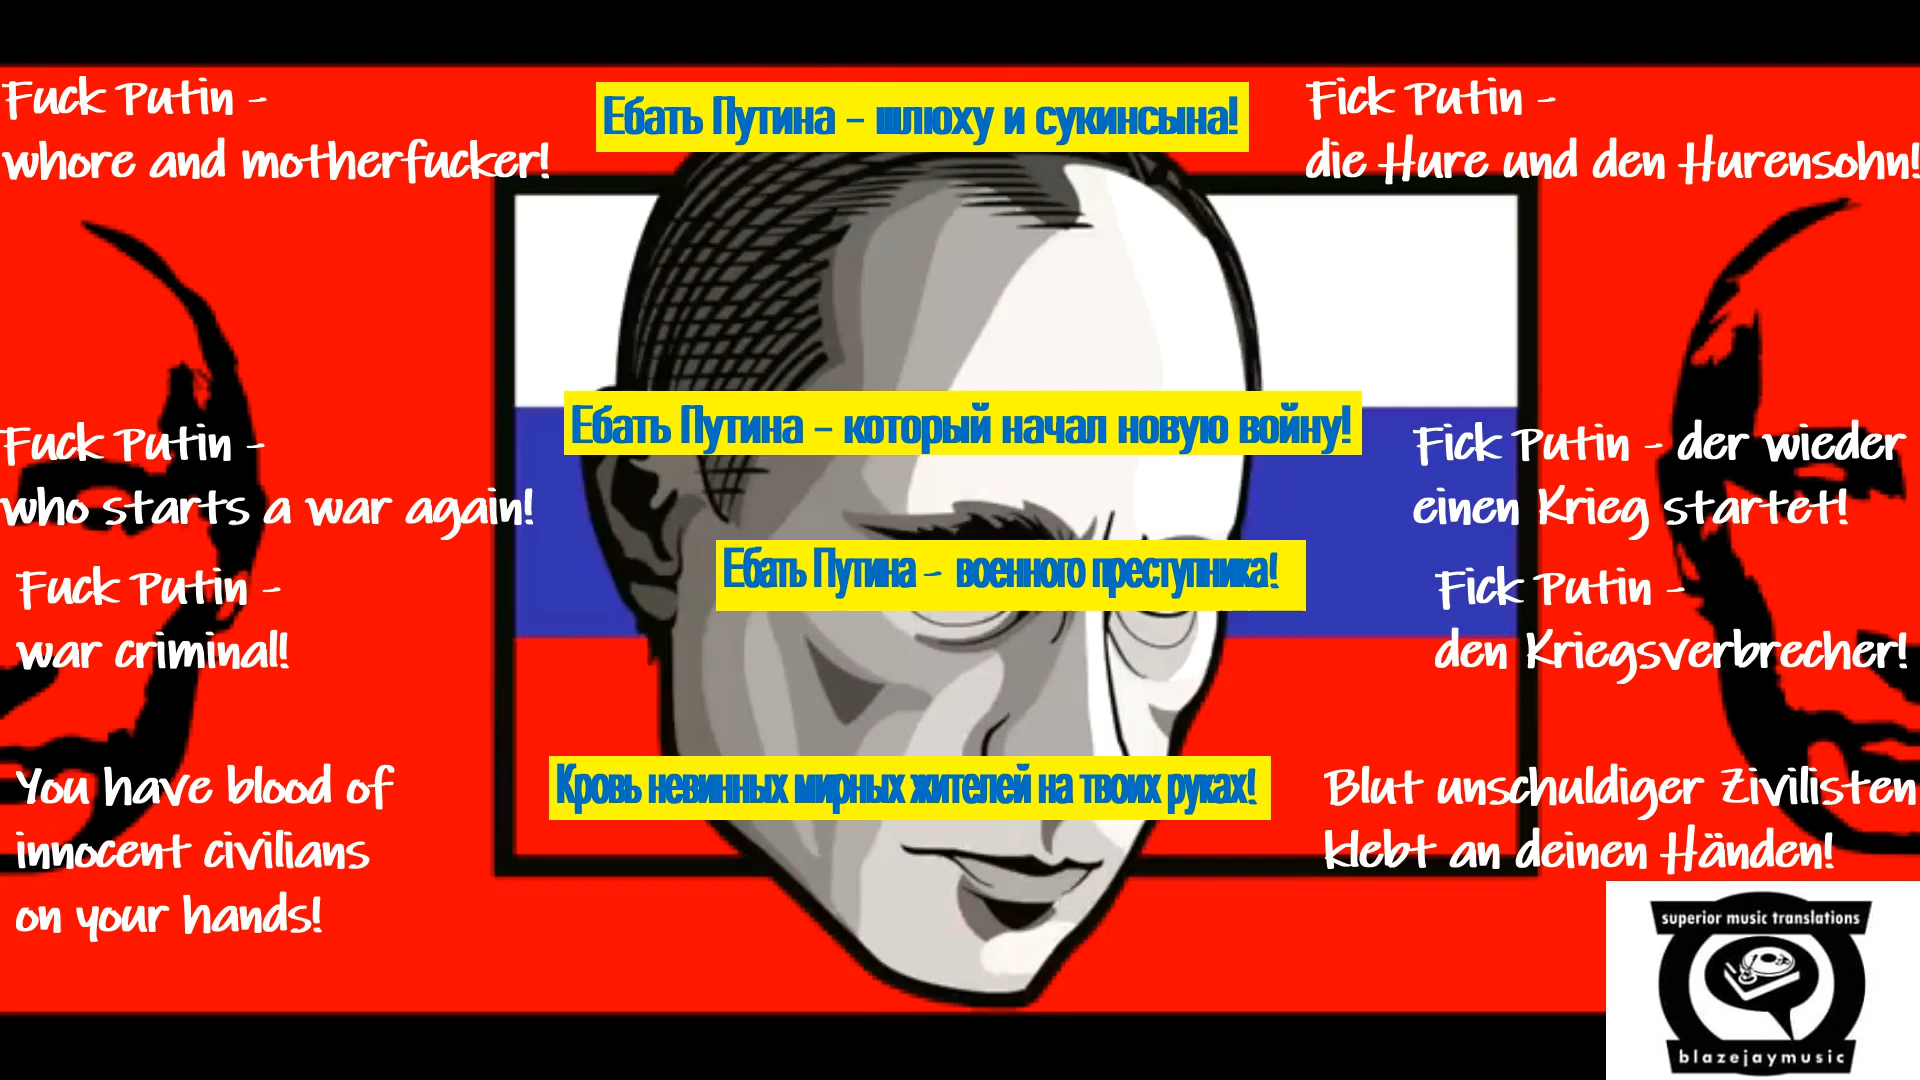 Fuck Putin -
whore and motherfucker!
Ебать Путина - шлюху и сукинсына!
Fick Putin -
die Hure und den Hurensohn!
Fuck Putin -
who starts a war again!
Ебать Путина - который начал новую войну!
Fick Putin - der wieder
einen Krieg startet!
Fuck Putin -
war criminal!
Ебать Путина - военного преступника!
Fick Putin -
den Kriegsverbrecher!
You have blood of
innocent civilians
on your hands!
Кровь невинных мирных жителей на твоих руках!
Blut unschuldiger Zivilisten
klebt an deinen Händen!
superior music translations
blazejaymusic